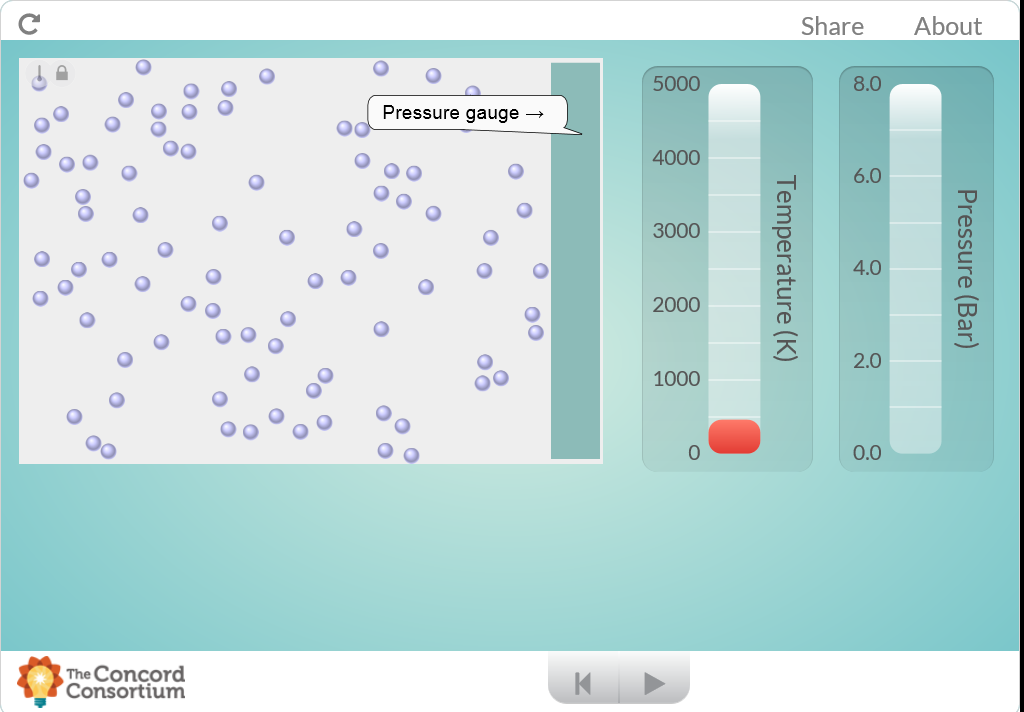 Share About
Pressure gauge →
5000
4000
3000
2000
1000
0
Temperature (K)
8.0
6.0
4.0
2.0
0.0
Pressure (Bar)
The Concord
Consortium